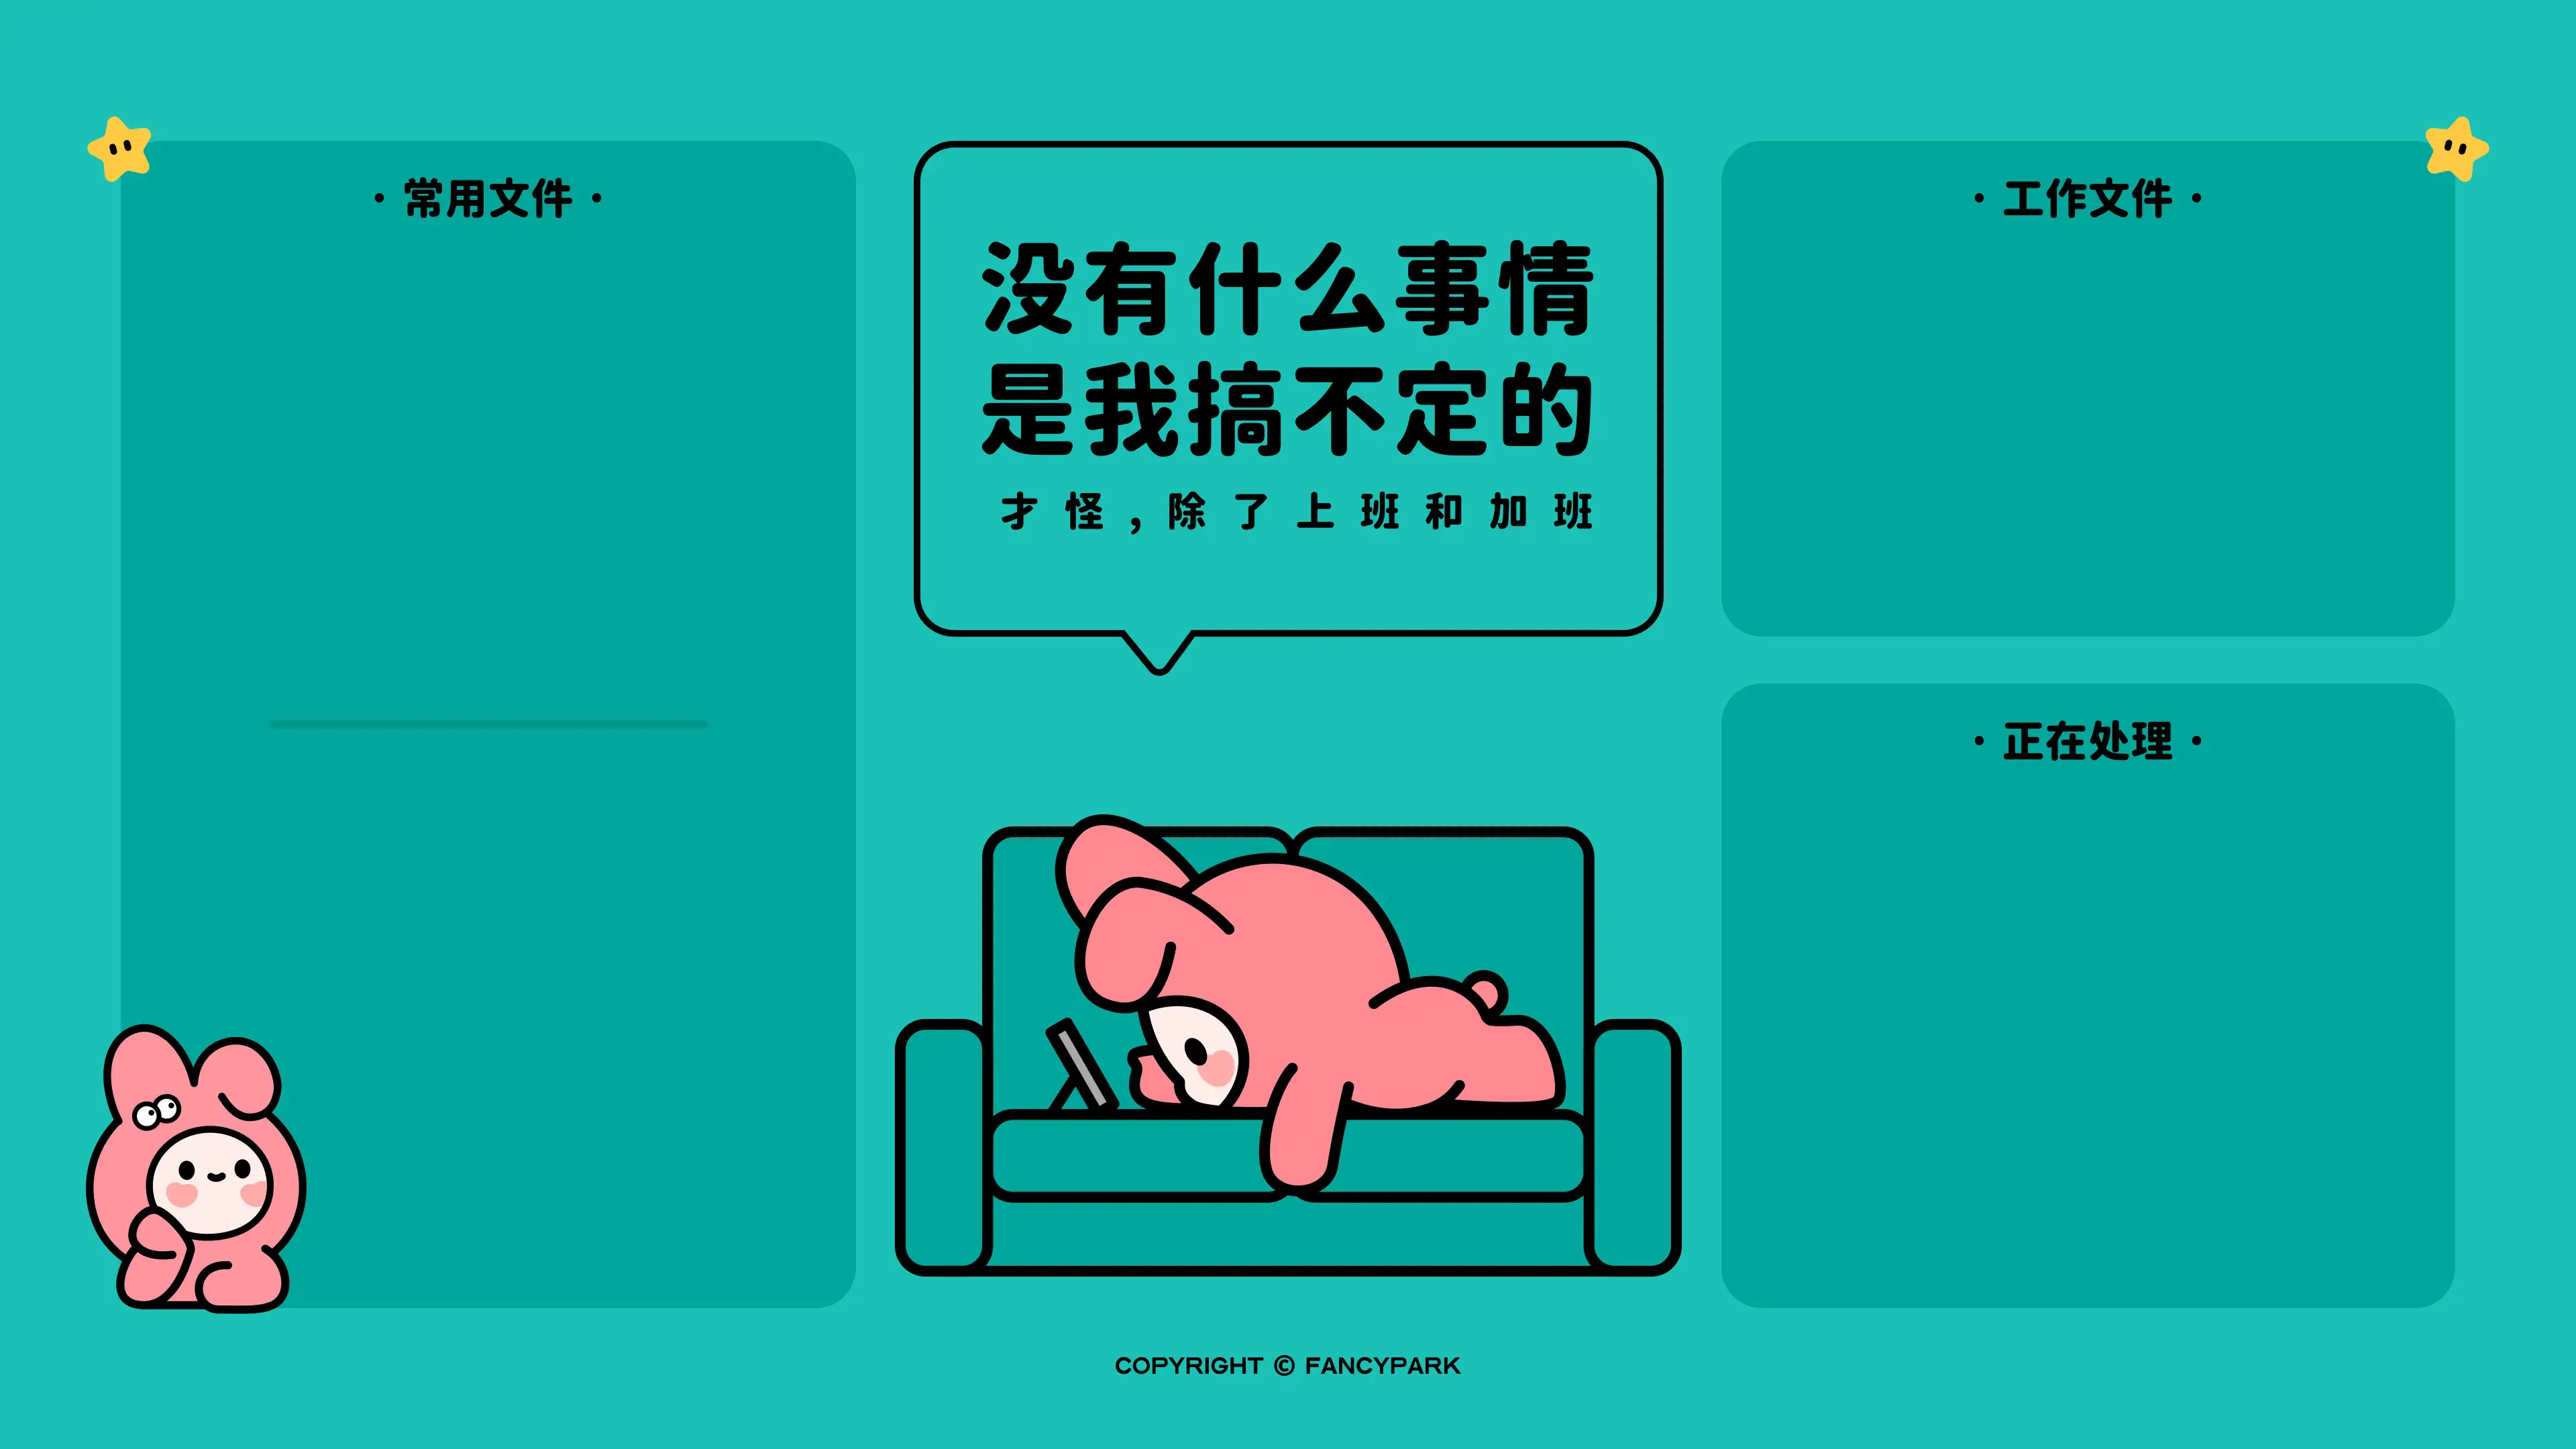 · 常用文件 ·
没有什么事情
是我搞不定的
才怪，除了上班和加班
· 工作文件 ·
· 正在处理 ·
COPYRIGHT © FANCYPARK